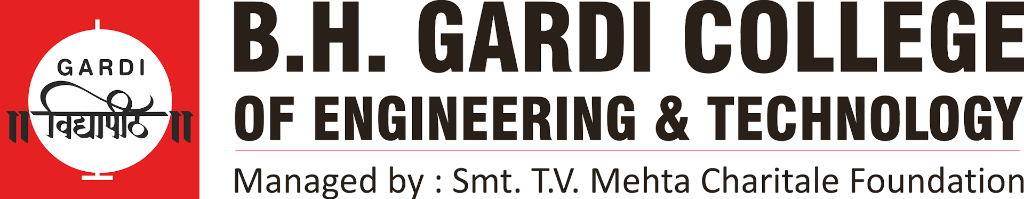 GARDI
॥ विद्यापीठ ॥
B.H. GARDI COLLEGE
OF ENGINEERING & TECHNOLOGY
Managed by : Smt. T.V. Mehta Charitale Foundation